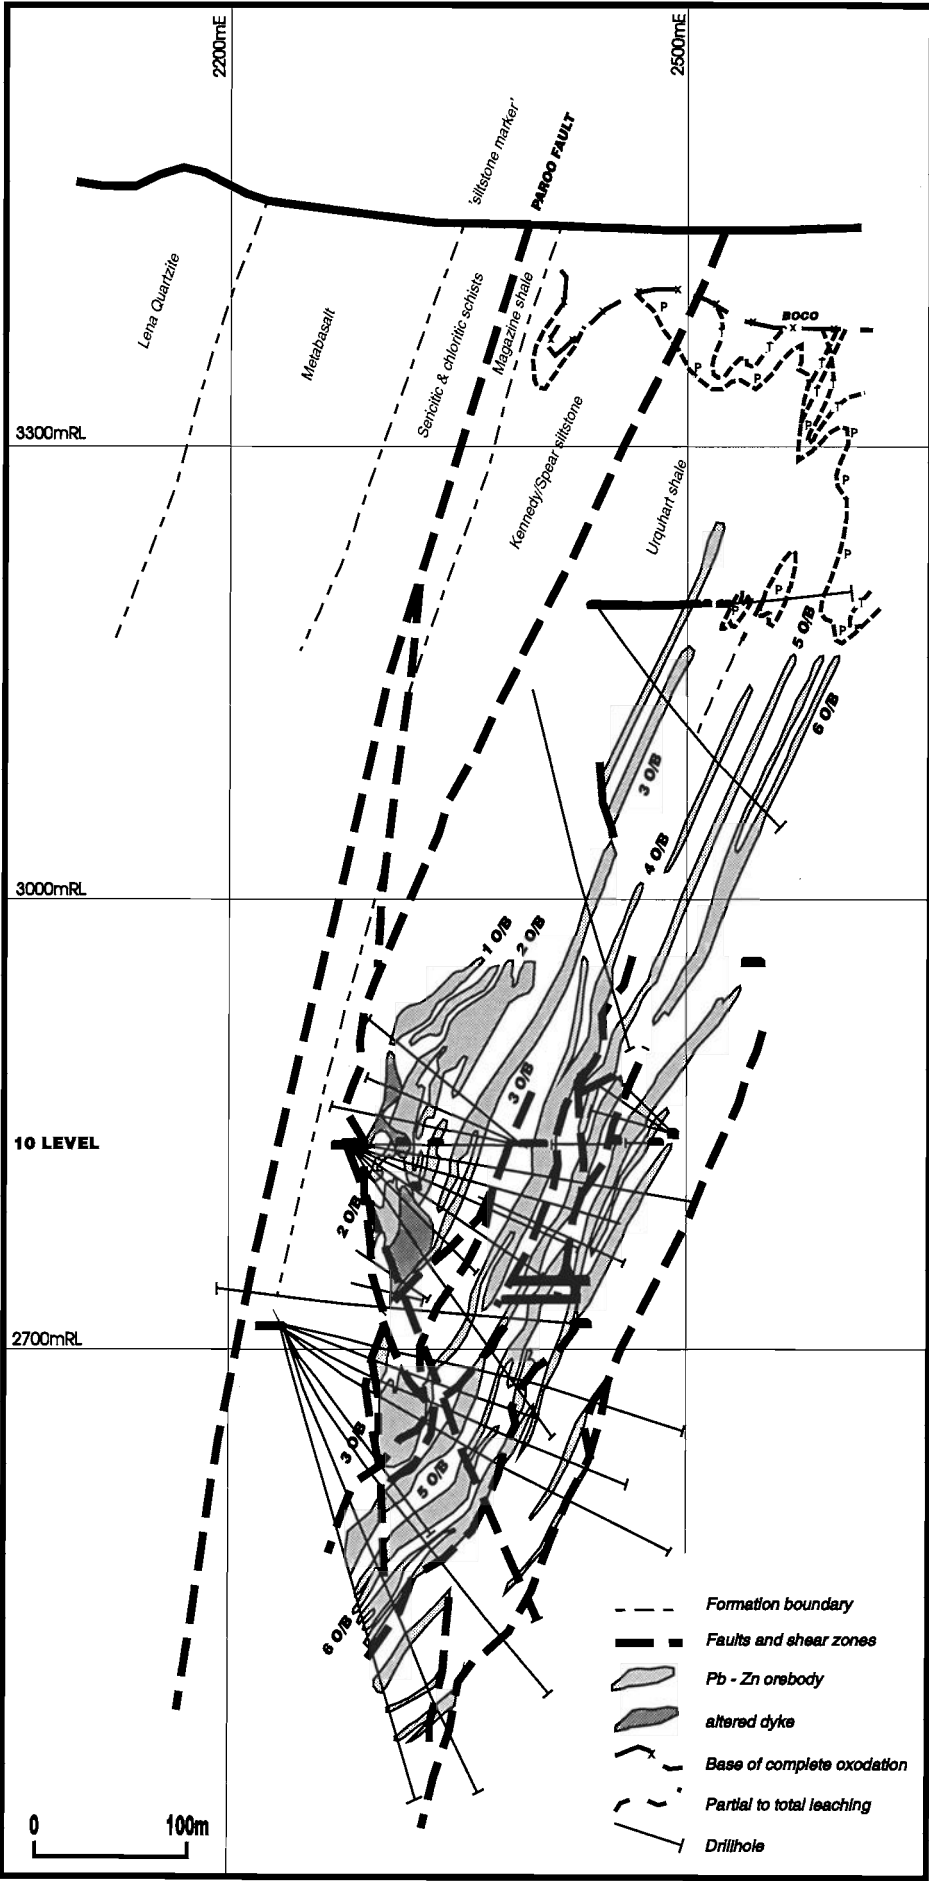 2200mE
2500mE
'siltstone marker'
PAROO FAULT
Lena Quartzite
Metabasalt
Sericitic & chloritic schists
Magazine shale
Kennedy/Spear siltstone
Urquhart shale
BOCO
x
x
x
P
T
T
P
P
T
T
T
T
P
P
P
P
3300mRL
P
P
T
P
5 O/B
6 O/B
3 O/B
4 O/B
3000mRL
1 O/B
2 O/B
3 O/B
10 LEVEL
2 O/B
2700mRL
3 O/B
5 O/B
6 O/B
Formation boundary
Faults and shear zones
Pb - Zn orebody
altered dyke
x
Base of complete oxodation
Partial to total leaching
Drillhole
0
100m